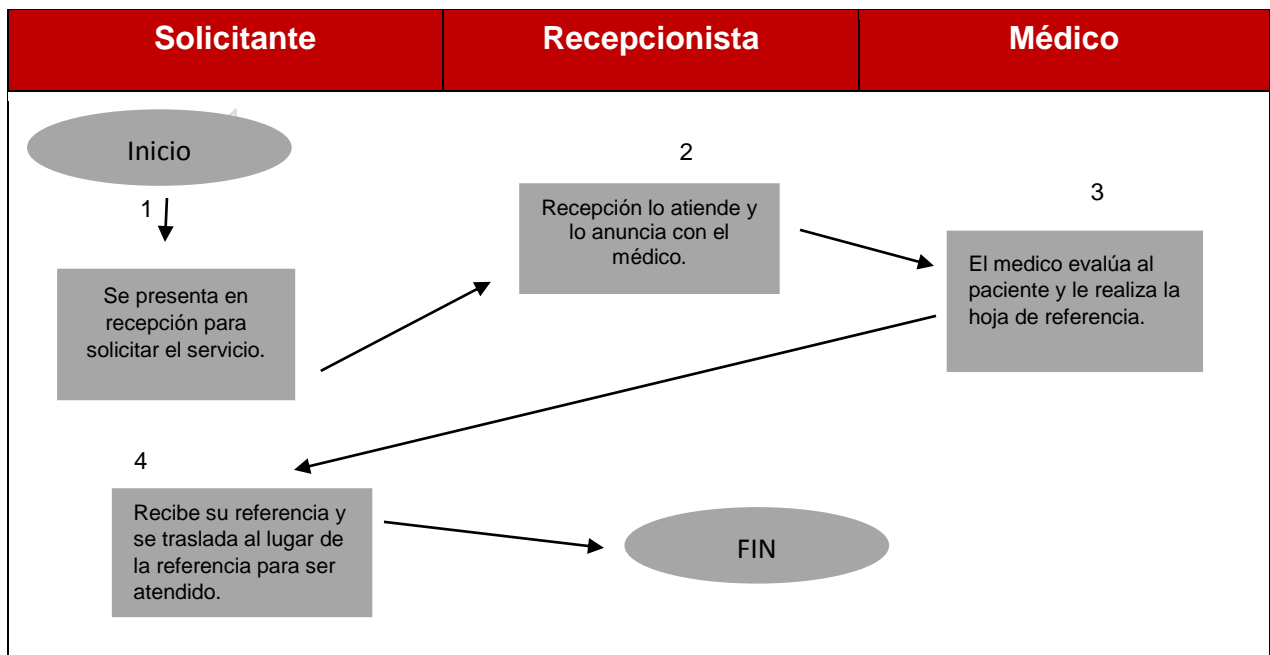 Solicitante
Recepcionista
Médico
Inicio
1
Se presenta en
recepción para
solicitar el servicio.
2
Recepción lo atiende y
lo anuncia con el
médico.
3
El medico evalúa al
paciente y le realiza la
hoja de referencia.
4
Recibe su referencia y
se traslada al lugar de
la referencia para ser
atendido.
FIN